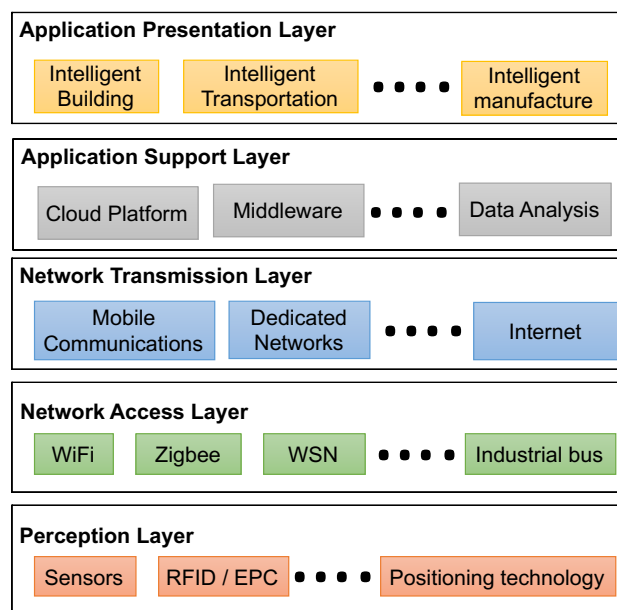 Application Presentation Layer
Intelligent
Building
Intelligent
Transportation
Intelligent
manufacture
Application Support Layer
Cloud Platform
Middleware
Data Analysis
Network Transmission Layer
Mobile
Communications
Dedicated
Networks
Internet
Network Access Layer
WiFi
Zigbee
WSN
Industrial bus
Perception Layer
Sensors
RFID / EPC
Positioning technology